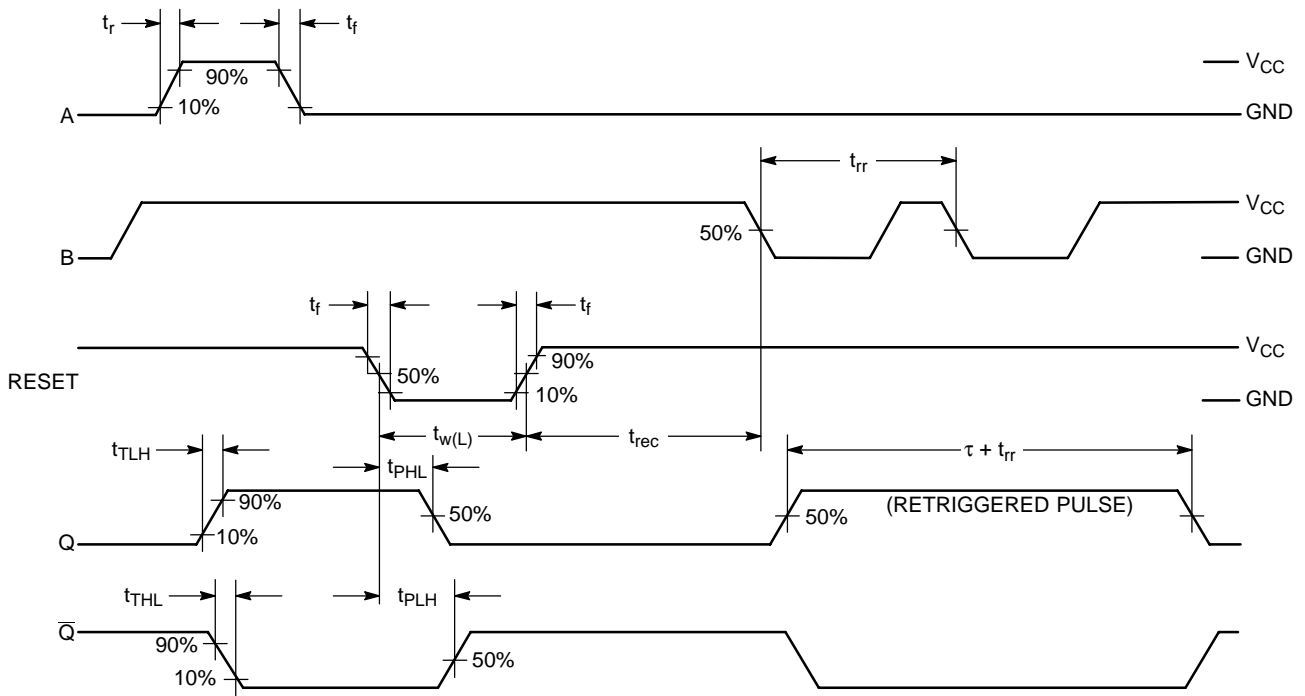 tr tf
VCC
90%
10%
A GND
trr
VCC
50%
B GND
tf tf
VCC
90%
50%
RESET 10%
GND
tw(L) trec
tTLH τ + trr
tPHL
90% (RETRIGGERED PULSE)
50% 50%
10%
Q
tTHL tPLH
Q̅
90%
50%
10%